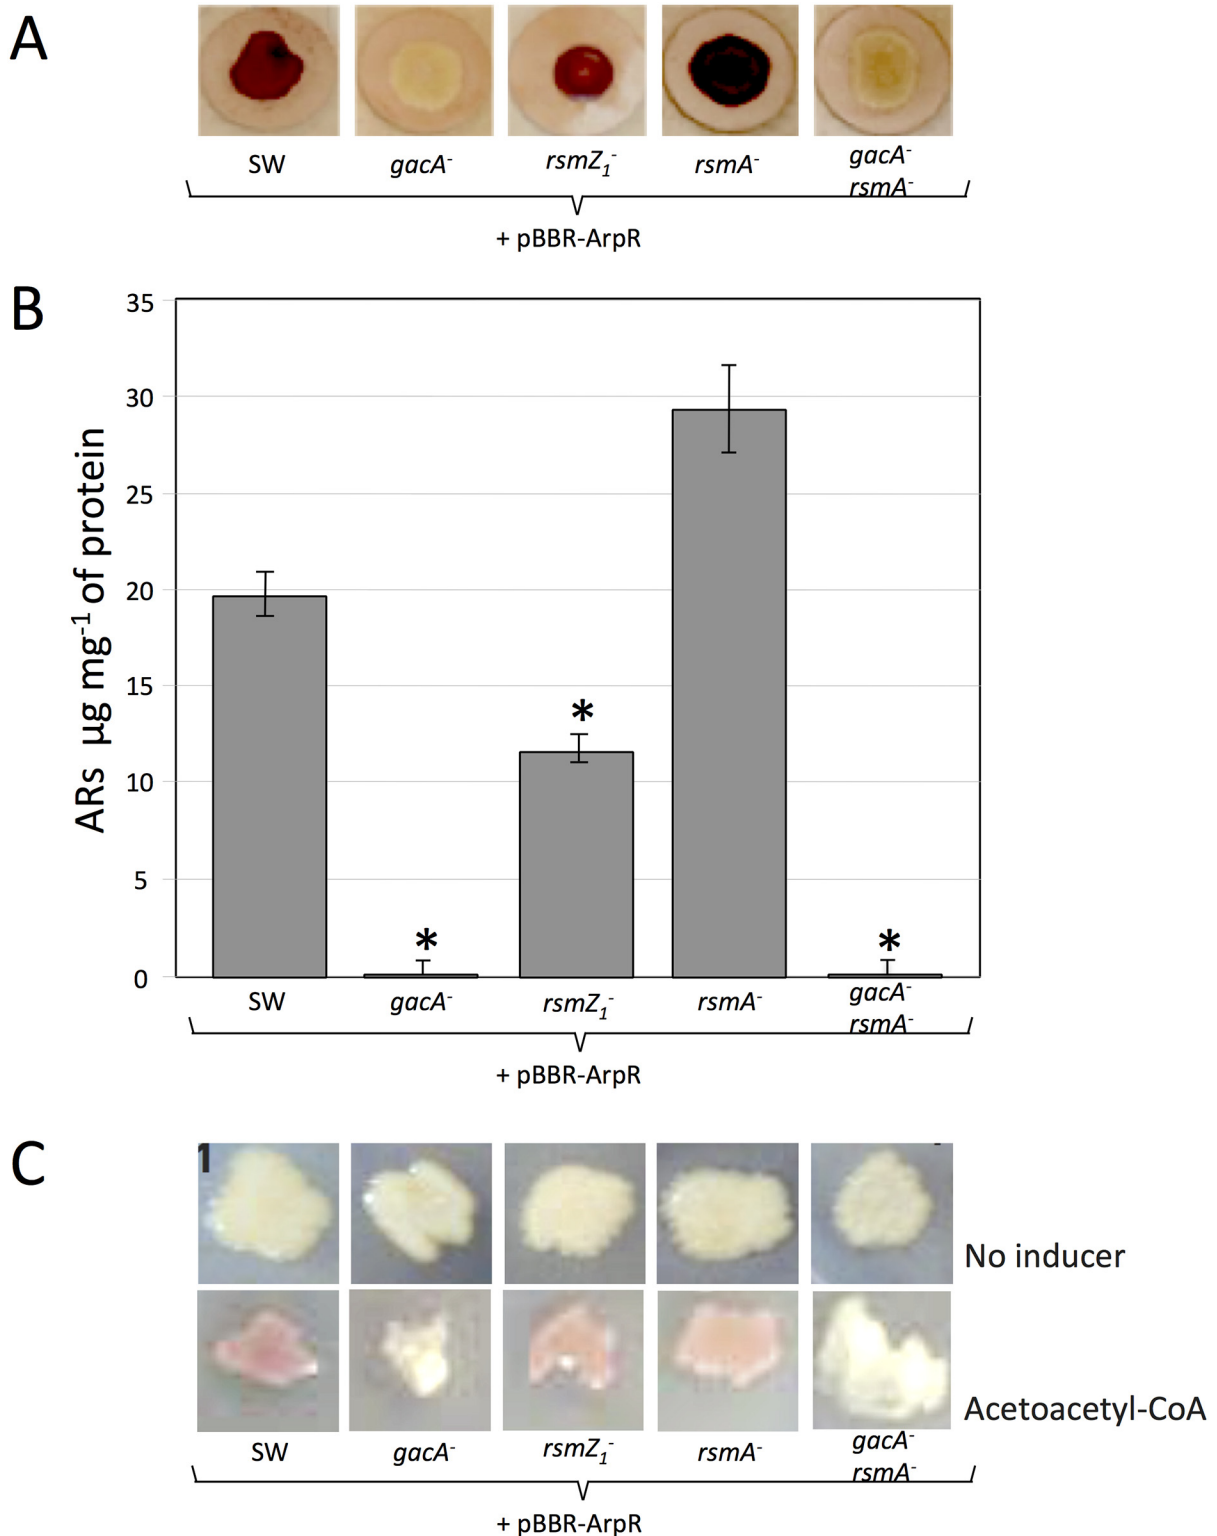 A
SW gacA⁻ rsmZ₁⁻ rsmA⁻ gacA⁻
rsmA⁻
+ pBBR-ArpR
B
35
30
25
20
15
10
5
0
ARs µg mg⁻¹ of protein
*
*
*
SW gacA⁻ rsmZ₁⁻ rsmA⁻ gacA⁻
rsmA⁻
+ pBBR-ArpR
C
1
No inducer
Acetoacetyl-CoA
SW gacA⁻ rsmZ₁⁻ rsmA⁻ gacA⁻
rsmA⁻
+ pBBR-ArpR